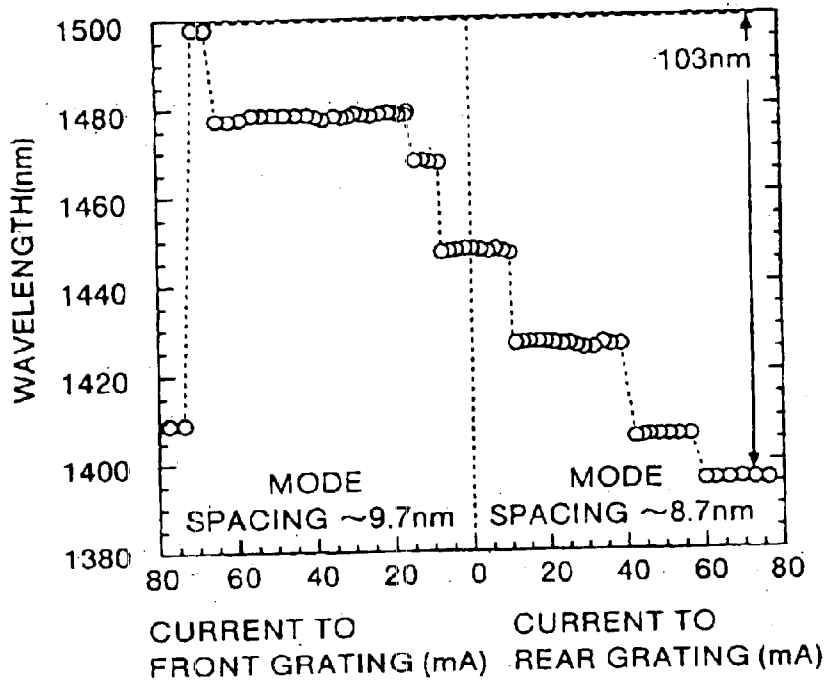 WAVELENGTH(nm)
1500
1480
1460
1440
1420
1400
1380
103nm
MODE
SPACING ~9.7nm
MODE
SPACING ~8.7nm
80 60 40 20 0 20 40 60 80
CURRENT TO
FRONT GRATING (mA)
CURRENT TO
REAR GRATING (mA)